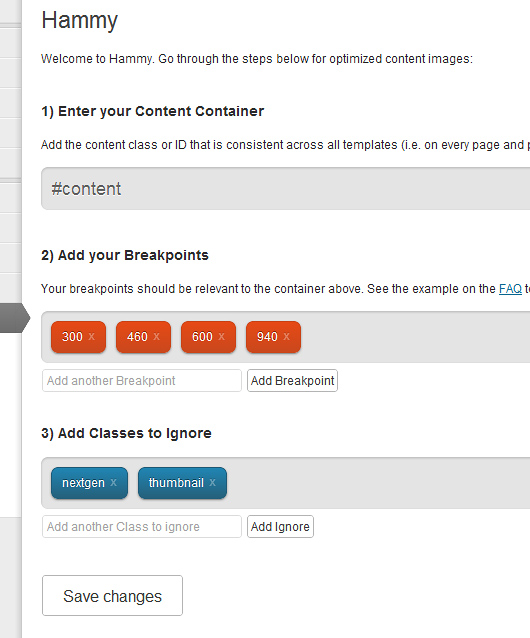 Hammy
Welcome to Hammy. Go through the steps below for optimized content images:
1) Enter your Content Container
Add the content class or ID that is consistent across all templates (i.e. on every page and
#content
2) Add your Breakpoints
Your breakpoints should be relevant to the container above. See the example on the FAQ
300 x 460 x 600 x 940 x
Add another Breakpoint Add Breakpoint
3) Add Classes to Ignore
nextgen x thumbnail x
Add another Class to ignore Add Ignore
Save changes